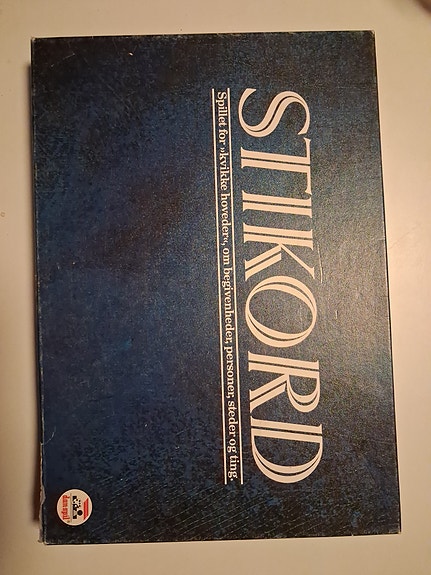 STIKORD
Spillet for »kvikke hoveder«, om begivenheder, personer, steder og ting.
danspil